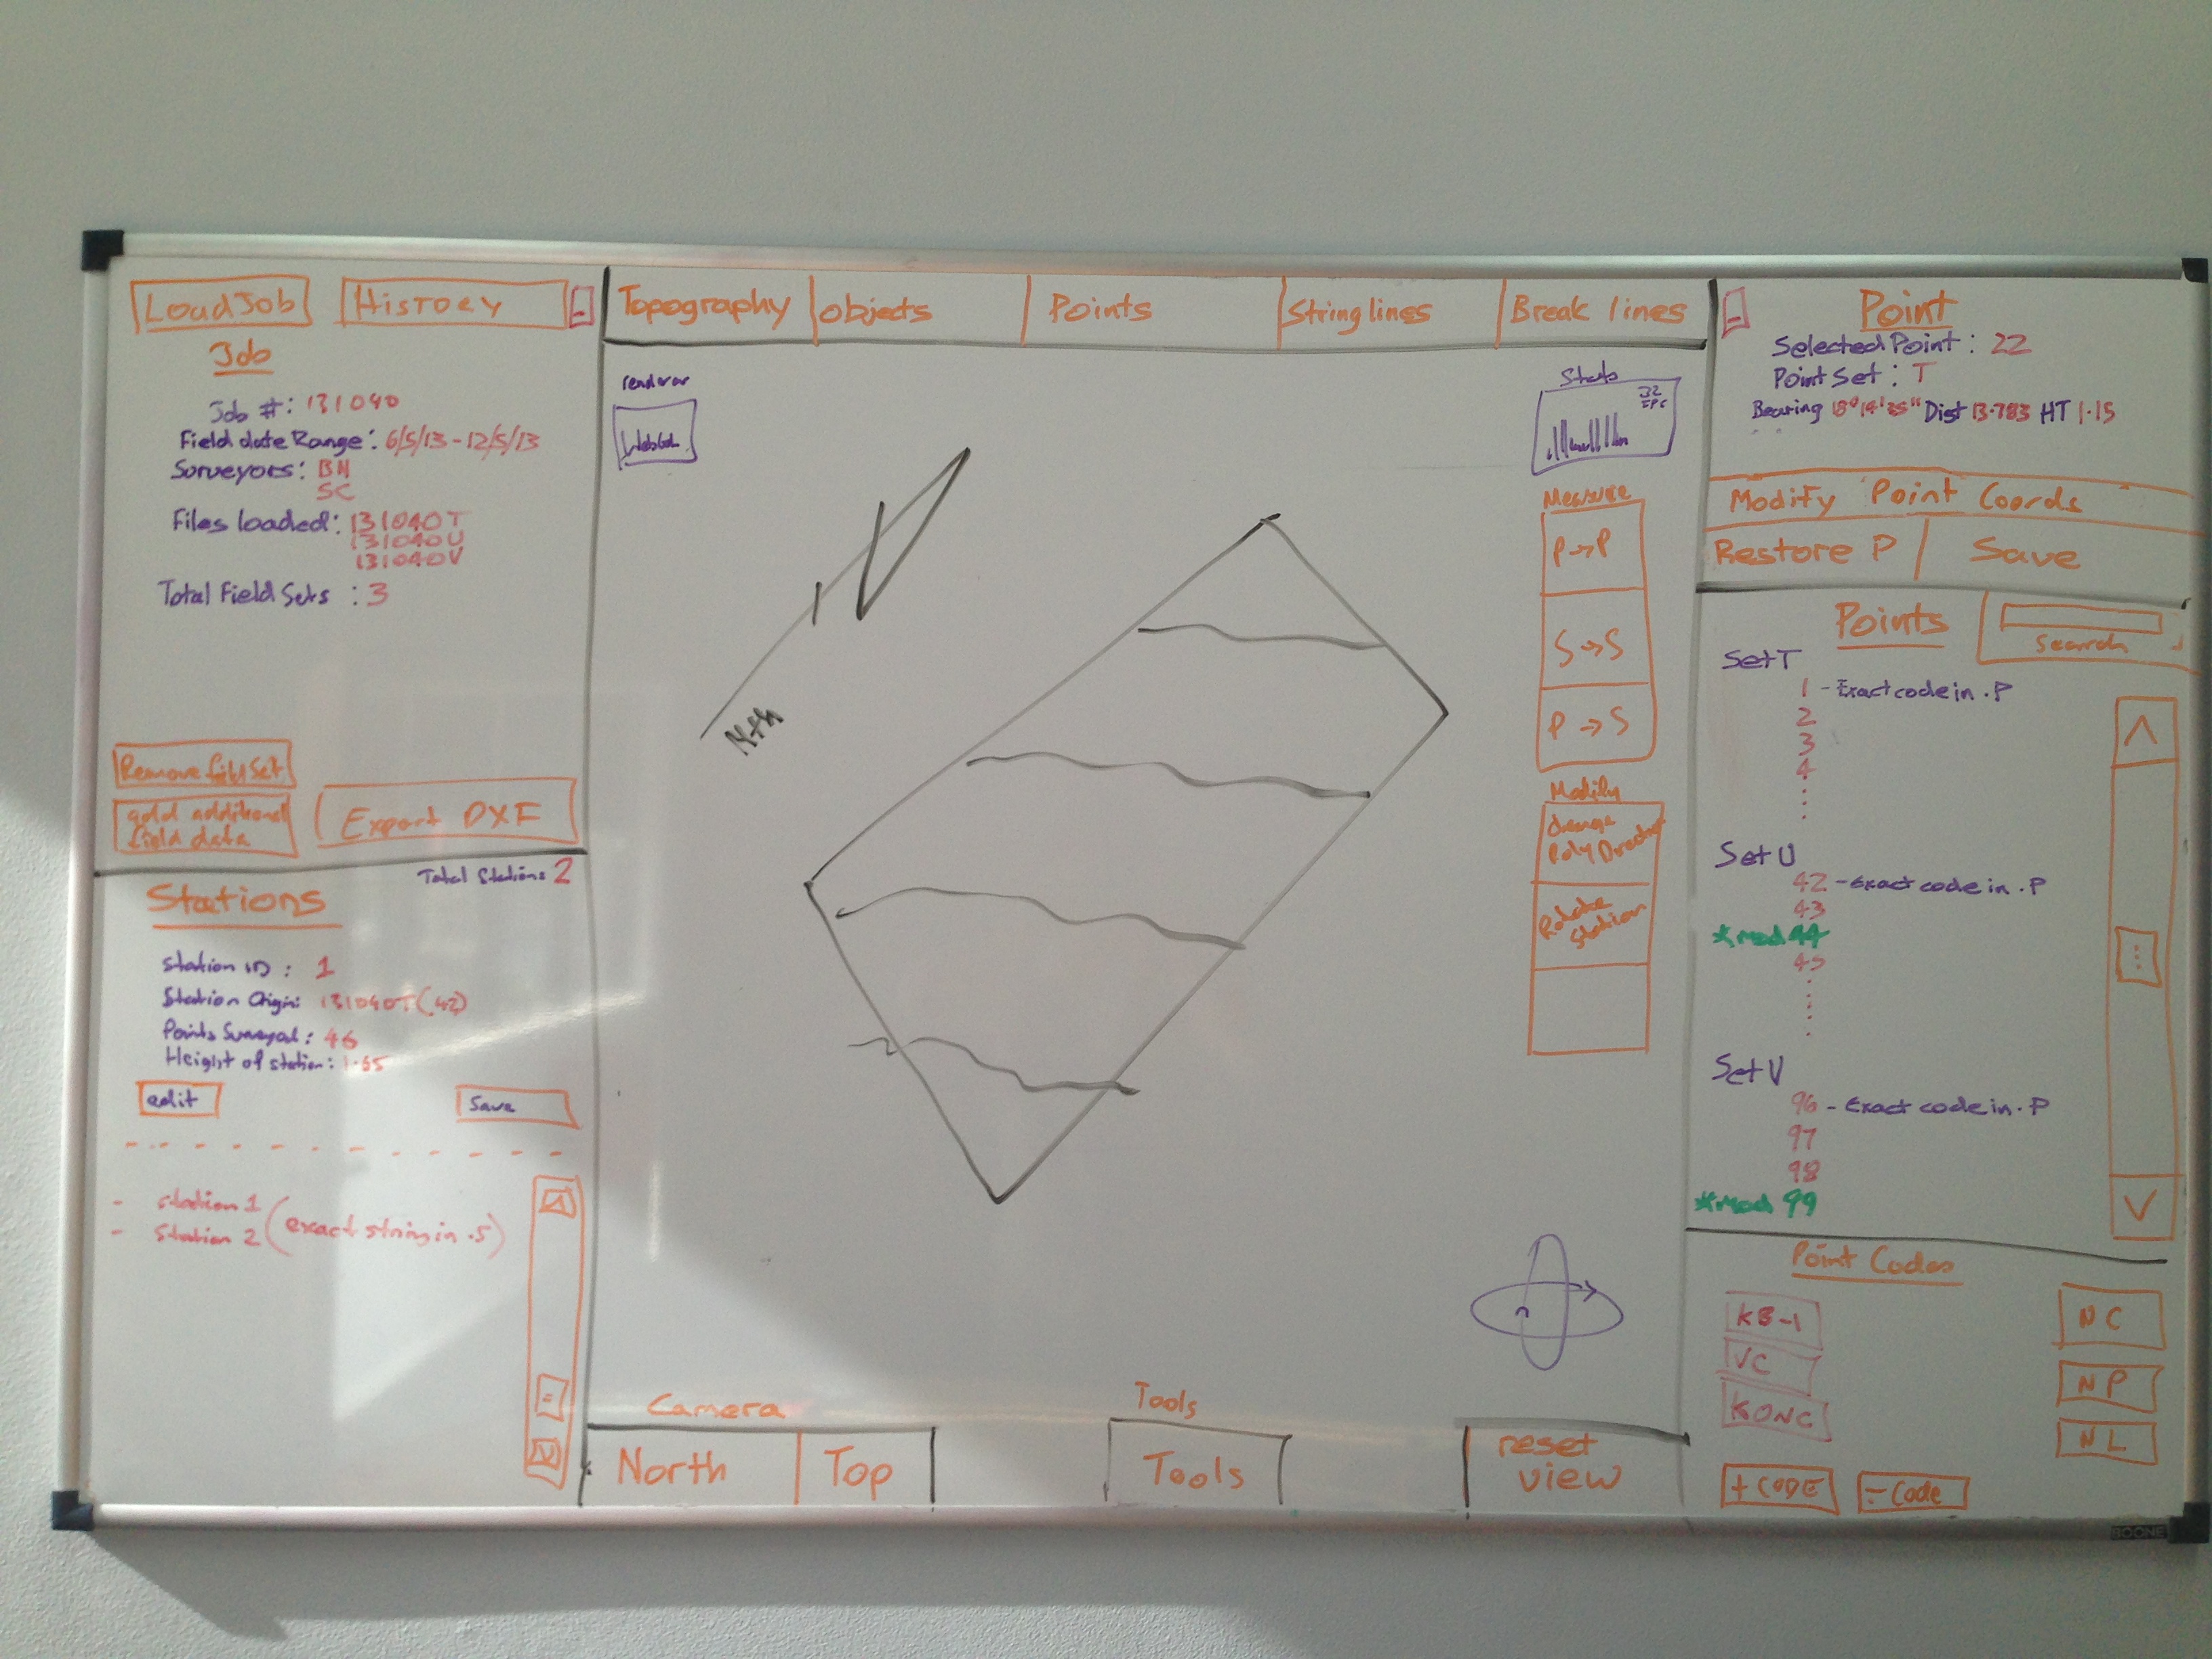 LoadJob
History
-
Job
Job #: 131040
Field date Range: 6/5/13 - 12/5/13
Surveyors: BN
SC
Files loaded: 131040T
131040U
131040V
Total Field Sets : 3
Remove field set
add additional
field data
Export DXF
Total Stations 2
Stations
Station ID : 1
Station Origin: 131040T(42)
Points Surveyed: 46
Height of station: 1.65
edit
Save
- Station 1
- Station 2 (exact string in .S)
Topography
objects
Points
String lines
Break lines
renderer
WebGL
Nth
Stats
32
Measure
P→P
S→S
P→S
Modify
Change
Poly Direction
Rotate
Station
Camera
North
Top
Tools
Tools
reset
view
-
Point
Selected Point : 22
Point Set : T
Bearing 18°14'35" Dist 13.783 HT 1.15
Modify Point Coords
Restore P
Save
Points
Search
Set T
1 - Exact code in .P
2
3
4
Set U
42 - Exact code in .P
43
*Mod 44
45
Set V
96 - Exact code in .P
97
98
*Mod 99
Point Codes
KB-1
VC
KONC
NC
NP
NL
+ CODE
- Code
BOONE